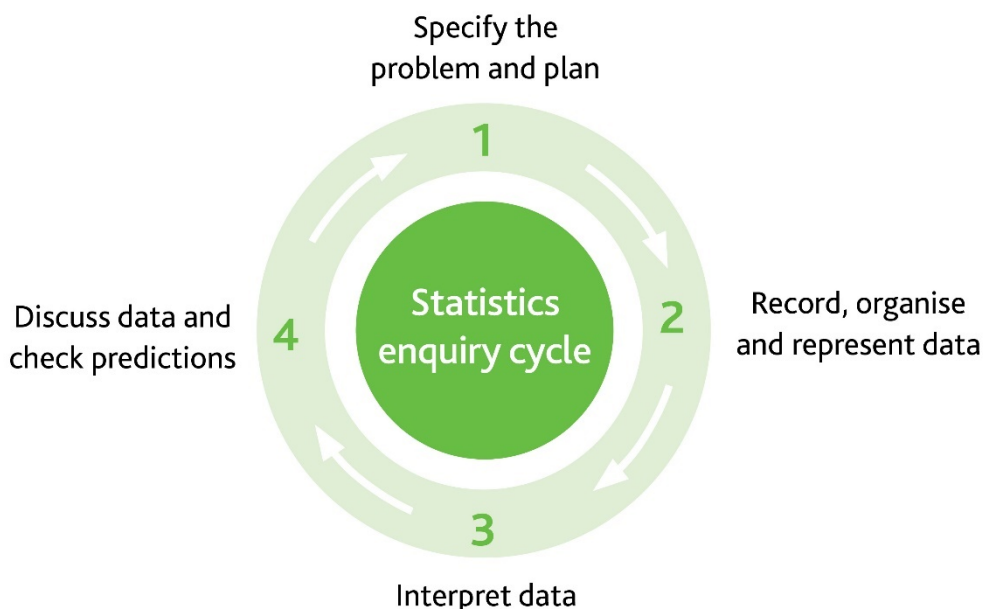 Specify the
problem and plan
1
2
Record, organise
and represent data
3
Interpret data
4
Discuss data and
check predictions
Statistics
enquiry cycle